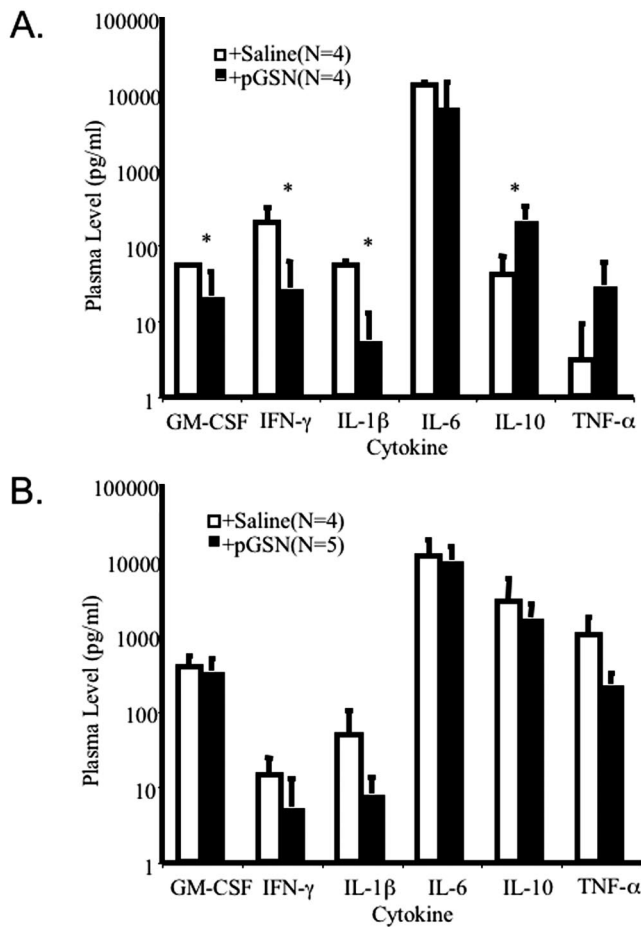 A.
+Saline(N=4)
+pGSN(N=4)
Plasma Level (pg/ml)
10000
1000
100
10
1
* * * *
GM-CSF IFN-γ IL-1β IL-6 IL-10 TNF-α
Cytokine
B.
+Saline(N=4)
+pGSN(N=5)
Plasma Level (pg/ml)
100000
10000
1000
100
10
1
GM-CSF IFN-γ IL-1β IL-6 IL-10 TNF-α
Cytokine